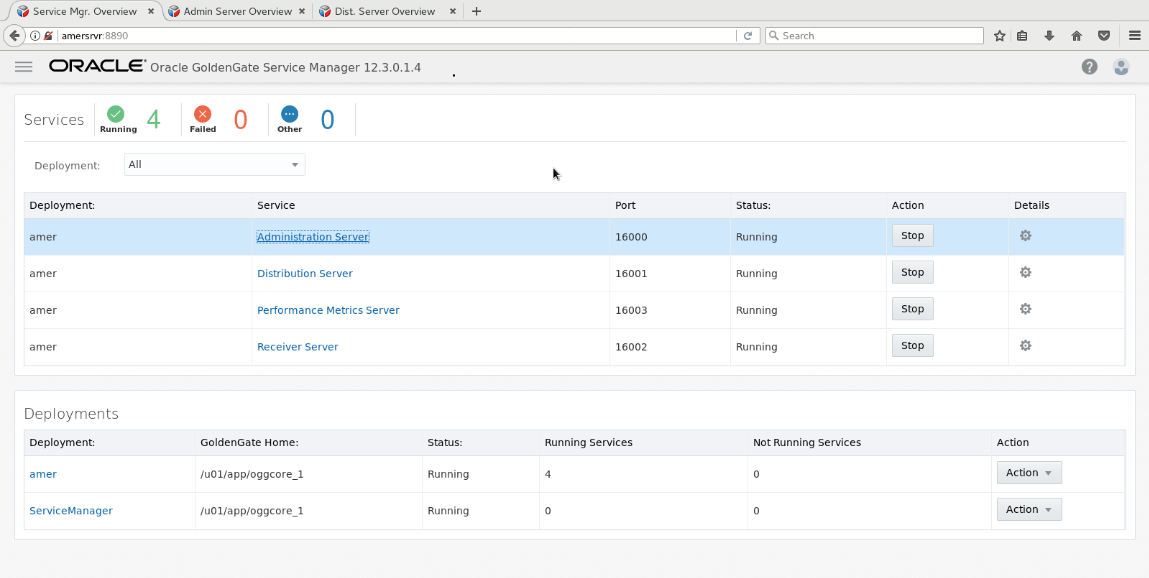 Service Mgr. Overview × Admin Server Overview × Dist. Server Overview × +
amersrvr:8890 Search
ORACLE Oracle GoldenGate Service Manager 12.3.0.1.4
Services Running 4 Failed 0 Other 0
Deployment: All
Deployment: Service Port Status: Action Details
amer Administration Server 16000 Running Stop
amer Distribution Server 16001 Running Stop
amer Performance Metrics Server 16003 Running Stop
amer Receiver Server 16002 Running Stop
Deployments
Deployment: GoldenGate Home: Status: Running Services Not Running Services Action
amer /u01/app/oggcore_1 Running 4 0 Action
ServiceManager /u01/app/oggcore_1 Running 0 0 Action